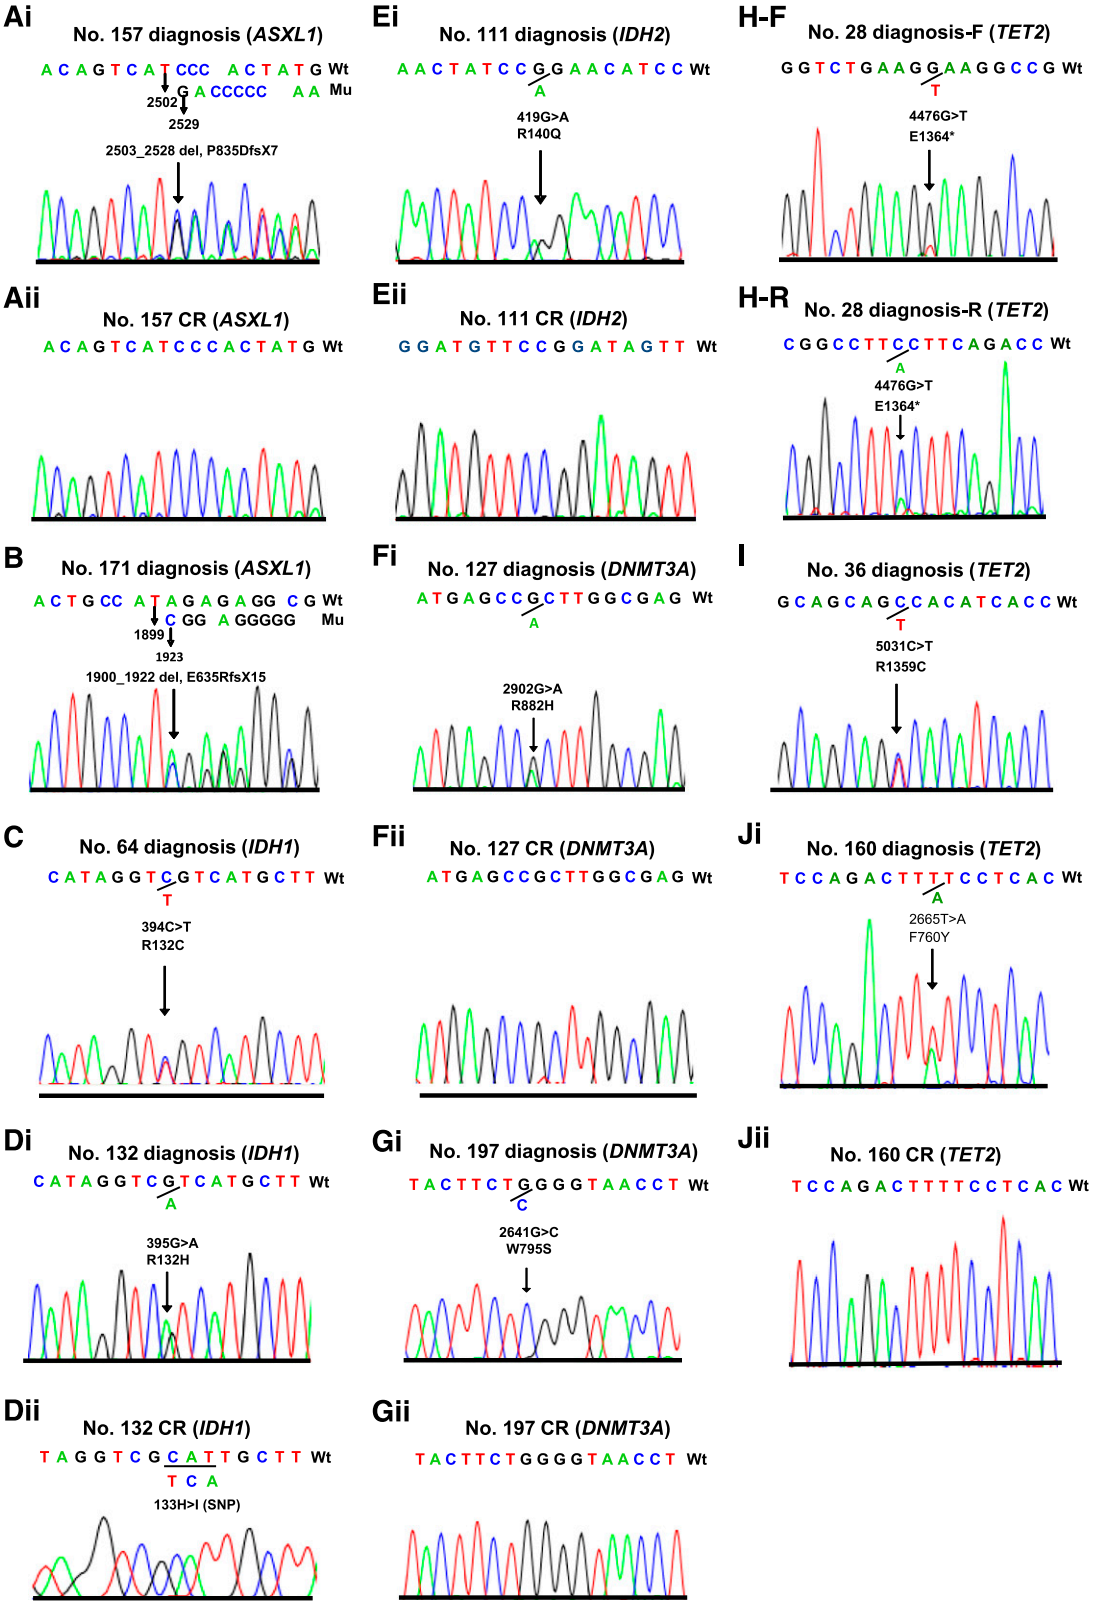 Ai
No. 157 diagnosis (ASXL1)
A C A G T C A T C C C A C T A T G Wt
G A C C C C C A A Mu
2502
2529
2503_2528 del, P835DfsX7
Aii
No. 157 CR (ASXL1)
A C A G T C A T C C C A C T A T G Wt
B
No. 171 diagnosis (ASXL1)
A C T G C C A T A G A G A G G C G Wt
C G G A G G G G G Mu
1899
1923
1900_1922 del, E635RfsX15
C
No. 64 diagnosis (IDH1)
C A T A G G T C G T C A T G C T T Wt
T
394C>T
R132C
Di
No. 132 diagnosis (IDH1)
C A T A G G T C G T C A T G C T T Wt
A
395G>A
R132H
Dii
No. 132 CR (IDH1)
T A G G T C G C A T T G C T T Wt
T C A
133H>I (SNP)
Ei
No. 111 diagnosis (IDH2)
A A C T A T C C G G A A C A T C C Wt
A
419G>A
R140Q
Eii
No. 111 CR (IDH2)
G G A T G T T C C G G A T A G T T Wt
Fi
No. 127 diagnosis (DNMT3A)
A T G A G C C G C T T G G C G A G Wt
A
2902G>A
R882H
Fii
No. 127 CR (DNMT3A)
A T G A G C C G C T T G G C G A G Wt
Gi
No. 197 diagnosis (DNMT3A)
T A C T T C T G G G G T A A C C T Wt
C
2641G>C
W795S
Gii
No. 197 CR (DNMT3A)
T A C T T C T G G G G T A A C C T Wt
H-F
No. 28 diagnosis-F (TET2)
G G T C T G A A G G A A G G C C G Wt
T
4476G>T
E1364*
H-R
No. 28 diagnosis-R (TET2)
C G G C C T T C C T T C A G A C C Wt
A
4476G>T
E1364*
I
No. 36 diagnosis (TET2)
G C A G C A G C C A C A T C A C C Wt
T
5031C>T
R1359C
Ji
No. 160 diagnosis (TET2)
T C C A G A C T T T T C C T C A C Wt
A
2665T>A
F760Y
Jii
No. 160 CR (TET2)
T C C A G A C T T T T C C T C A C Wt